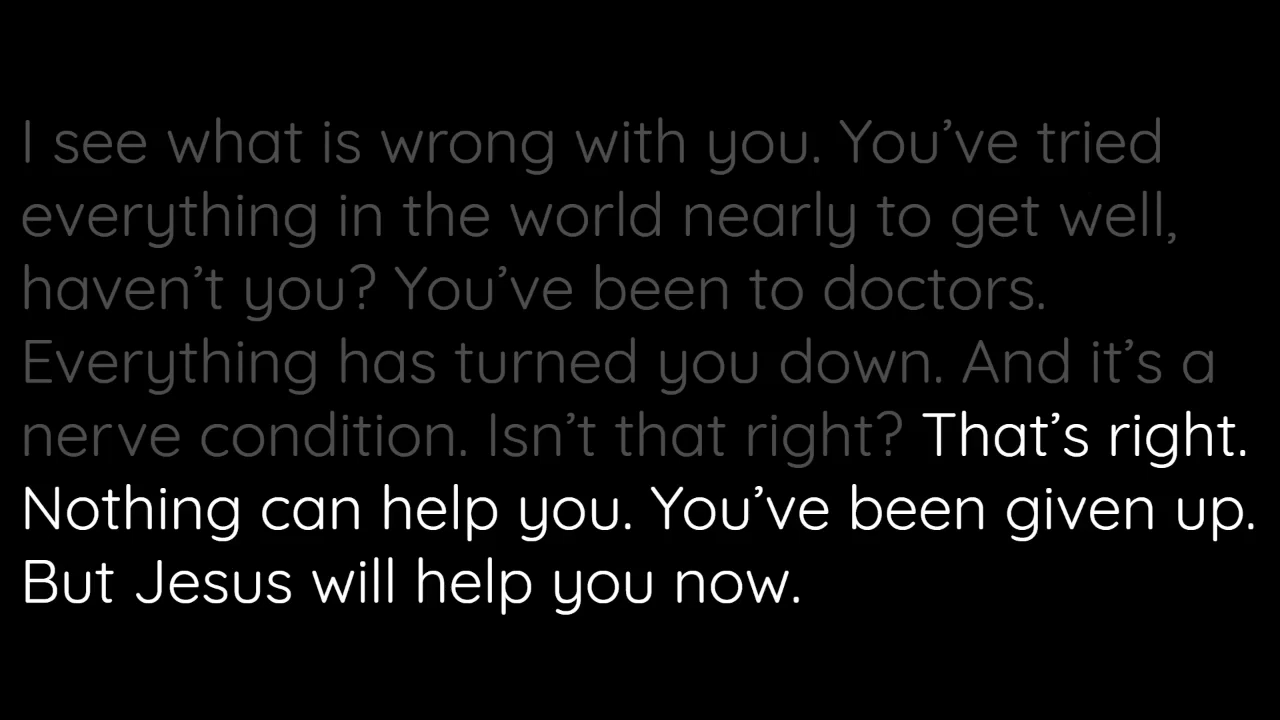 I see what is wrong with you. You’ve tried
everything in the world nearly to get well,
haven’t you? You’ve been to doctors.
Everything has turned you down. And it’s a
nerve condition. Isn’t that right? That’s right.
Nothing can help you. You’ve been given up.
But Jesus will help you now.